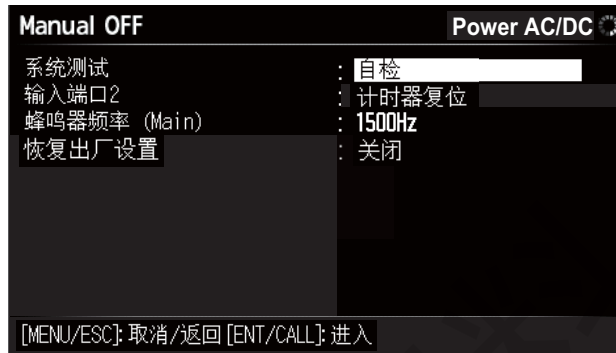 Manual OFF Power AC/DC
系统测试 : 自检
输入端口2 : 计时器复位
蜂鸣器频率 (Main) : 1500Hz
恢复出厂设置 : 关闭
[MENU/ESC]:取消/返回 [ENT/CALL]:进入